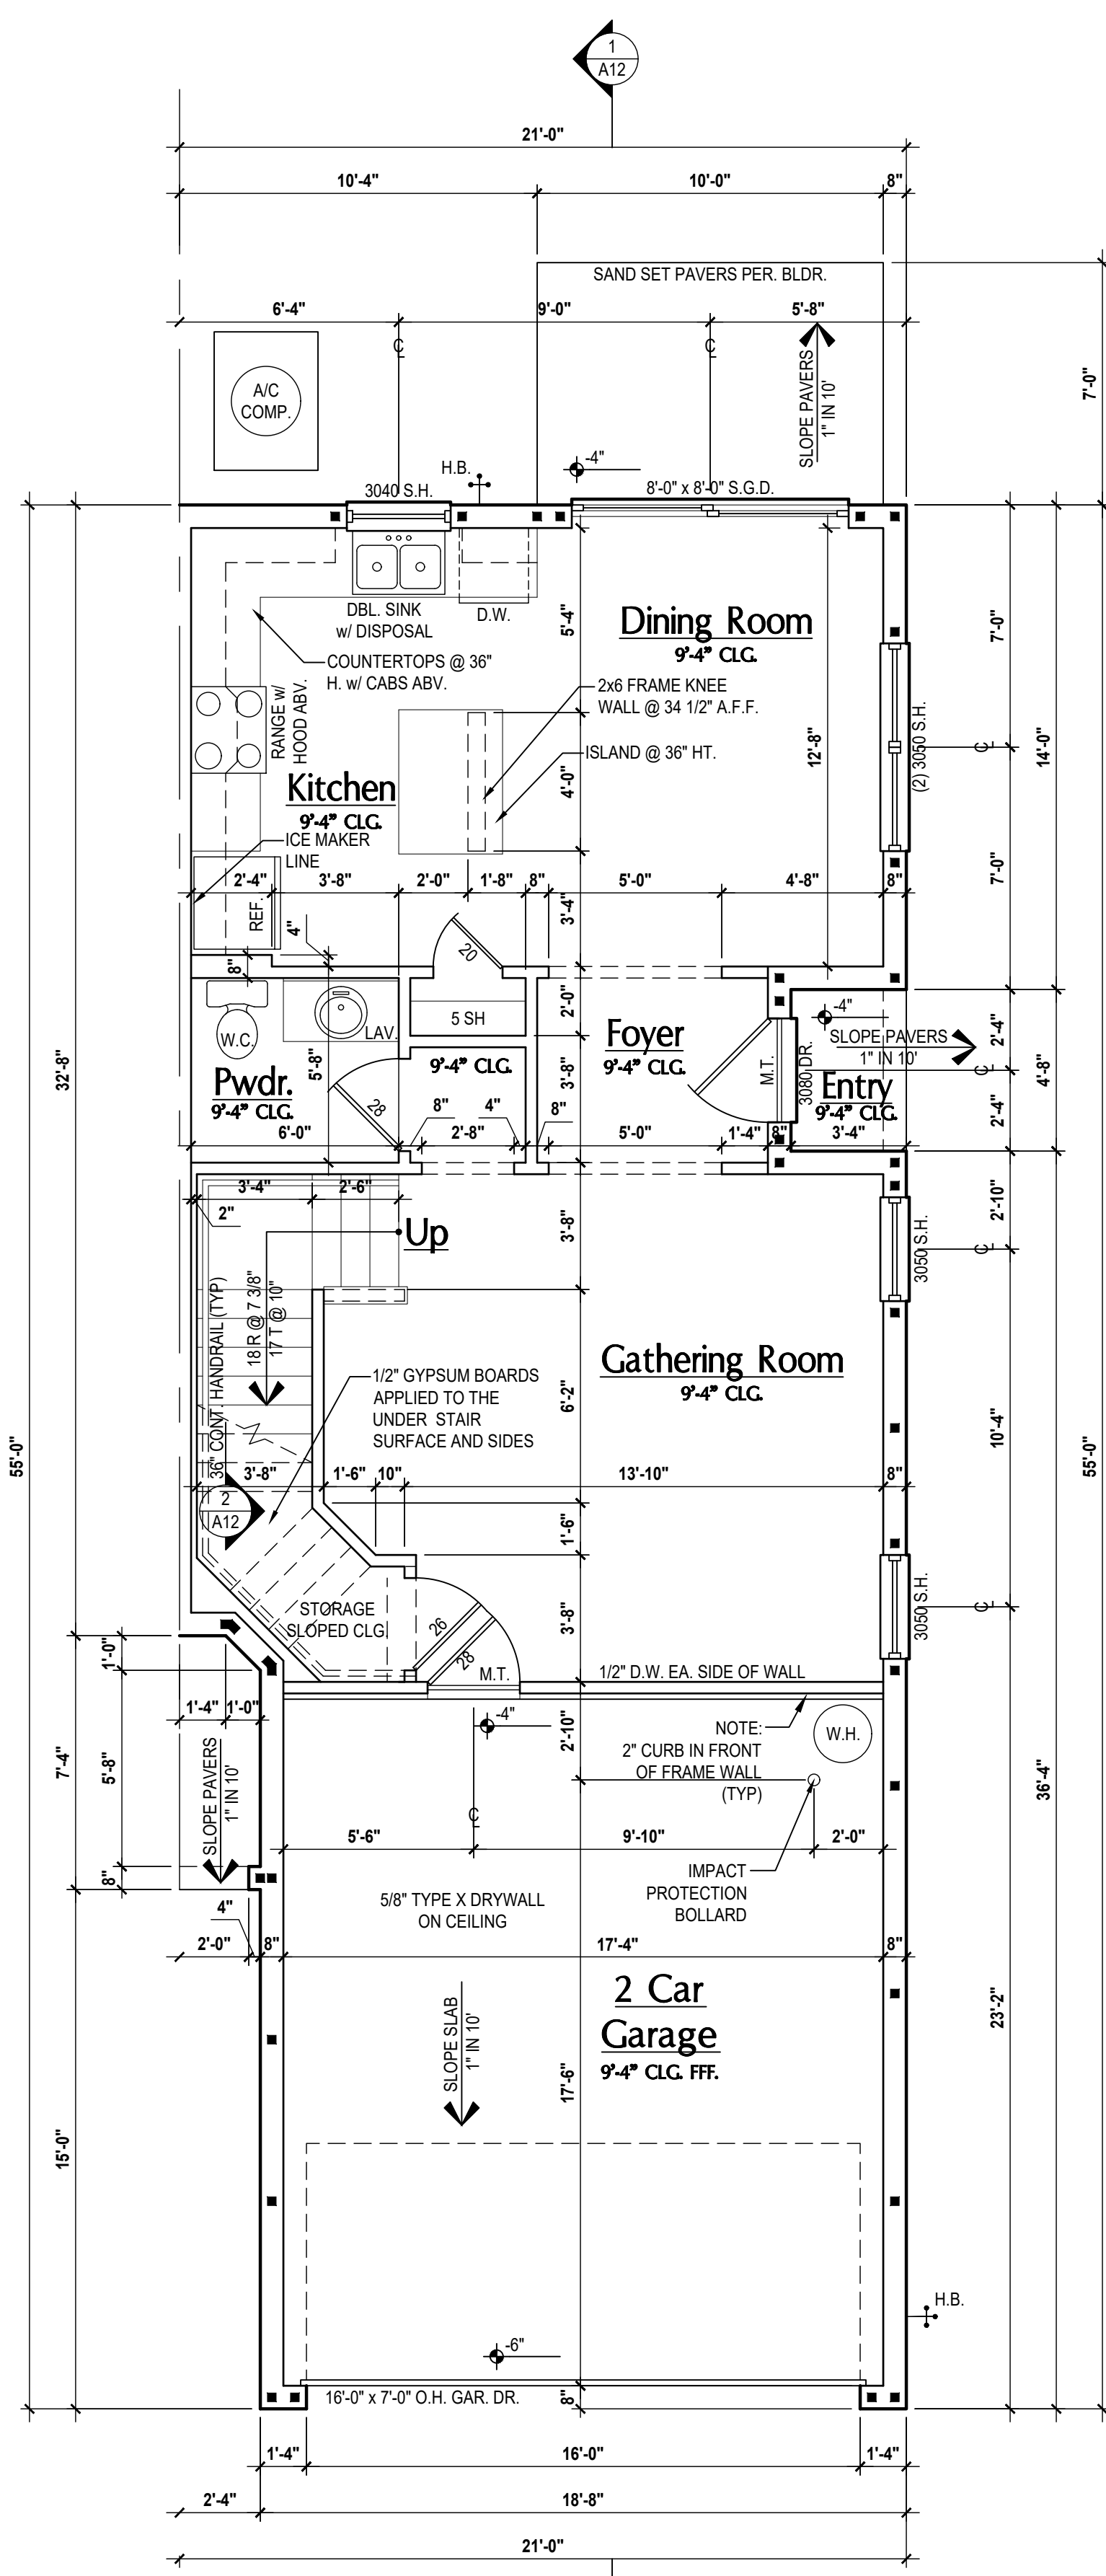 1
A12
21'-0"
10'-4"
10'-0"
8"
SAND SET PAVERS PER. BLDR.
6'-4"
9'-0"
5'-8"
℄
℄
A/C
COMP.
SLOPE PAVERS
1" IN 10'
7'-0"
H.B.
-4"
3040 S.H.
8'-0" x 8'-0" S.G.D.
DBL. SINK
w/ DISPOSAL
D.W.
5'-4"
Dining Room
9'-4" CLG.
7'-0"
COUNTERTOPS @ 36"
H. w/ CABS ABV.
2x6 FRAME KNEE
WALL @ 34 1/2" A.F.F.
RANGE w/
HOOD ABV.
ISLAND @ 36" HT.
12'-8"
(2) 3050 S.H.
℄
14'-0"
Kitchen
9'-4" CLG.
4'-0"
ICE MAKER
LINE
2'-4"
3'-8"
2'-0"
1'-8"
8"
5'-0"
4'-8"
8"
7'-0"
REF.
4"
3'-4"
8"
20
2'-0"
-4"
W.C.
LAV.
5 SH
Foyer
9'-4" CLG.
SLOPE PAVERS
1" IN 10'
2'-4"
32'-8"
5'-8"
9'-4" CLG.
3'-8"
M.T.
3080 DR.
℄
4'-8"
Pwdr.
9'-4" CLG.
28
8"
4"
8"
Entry
9'-4" CLG.
2'-4"
6'-0"
2'-8"
5'-0"
1'-4"
8"
3'-4"
3'-4"
2'-6"
2"
Up
3'-8"
2'-10"
3050 S.H.
℄
36" CONT. HANDRAIL (TYP)
18 R @ 7 3/8"
17 T @ 10"
Gathering Room
9'-4" CLG.
1/2" GYPSUM BOARDS
APPLIED TO THE
UNDER STAIR
SURFACE AND SIDES
6'-2"
10'-4"
55'-0"
55'-0"
3'-8"
1'-6"
10"
13'-10"
8"
2
A12
1'-6"
STORAGE
SLOPED CLG
26
28
M.T.
3'-8"
3050 S.H.
℄
1'-0"
1/2" D.W. EA. SIDE OF WALL
1'-4"
1'-0"
-4"
2'-10"
NOTE:
2" CURB IN FRONT
OF FRAME WALL
(TYP)
W.H.
7'-4"
5'-8"
SLOPE PAVERS
1" IN 10'
36'-4"
℄
5'-6"
9'-10"
2'-0"
8"
IMPACT
PROTECTION
BOLLARD
5/8" TYPE X DRYWALL
ON CEILING
4"
2'-0"
8"
17'-4"
8"
2 Car
Garage
9'-4" CLG. FFF.
23'-2"
SLOPE SLAB
1" IN 10'
17'-6"
15'-0"
H.B.
-6"
16'-0" x 7'-0" O.H. GAR. DR.
8"
1'-4"
16'-0"
1'-4"
2'-4"
18'-8"
21'-0"